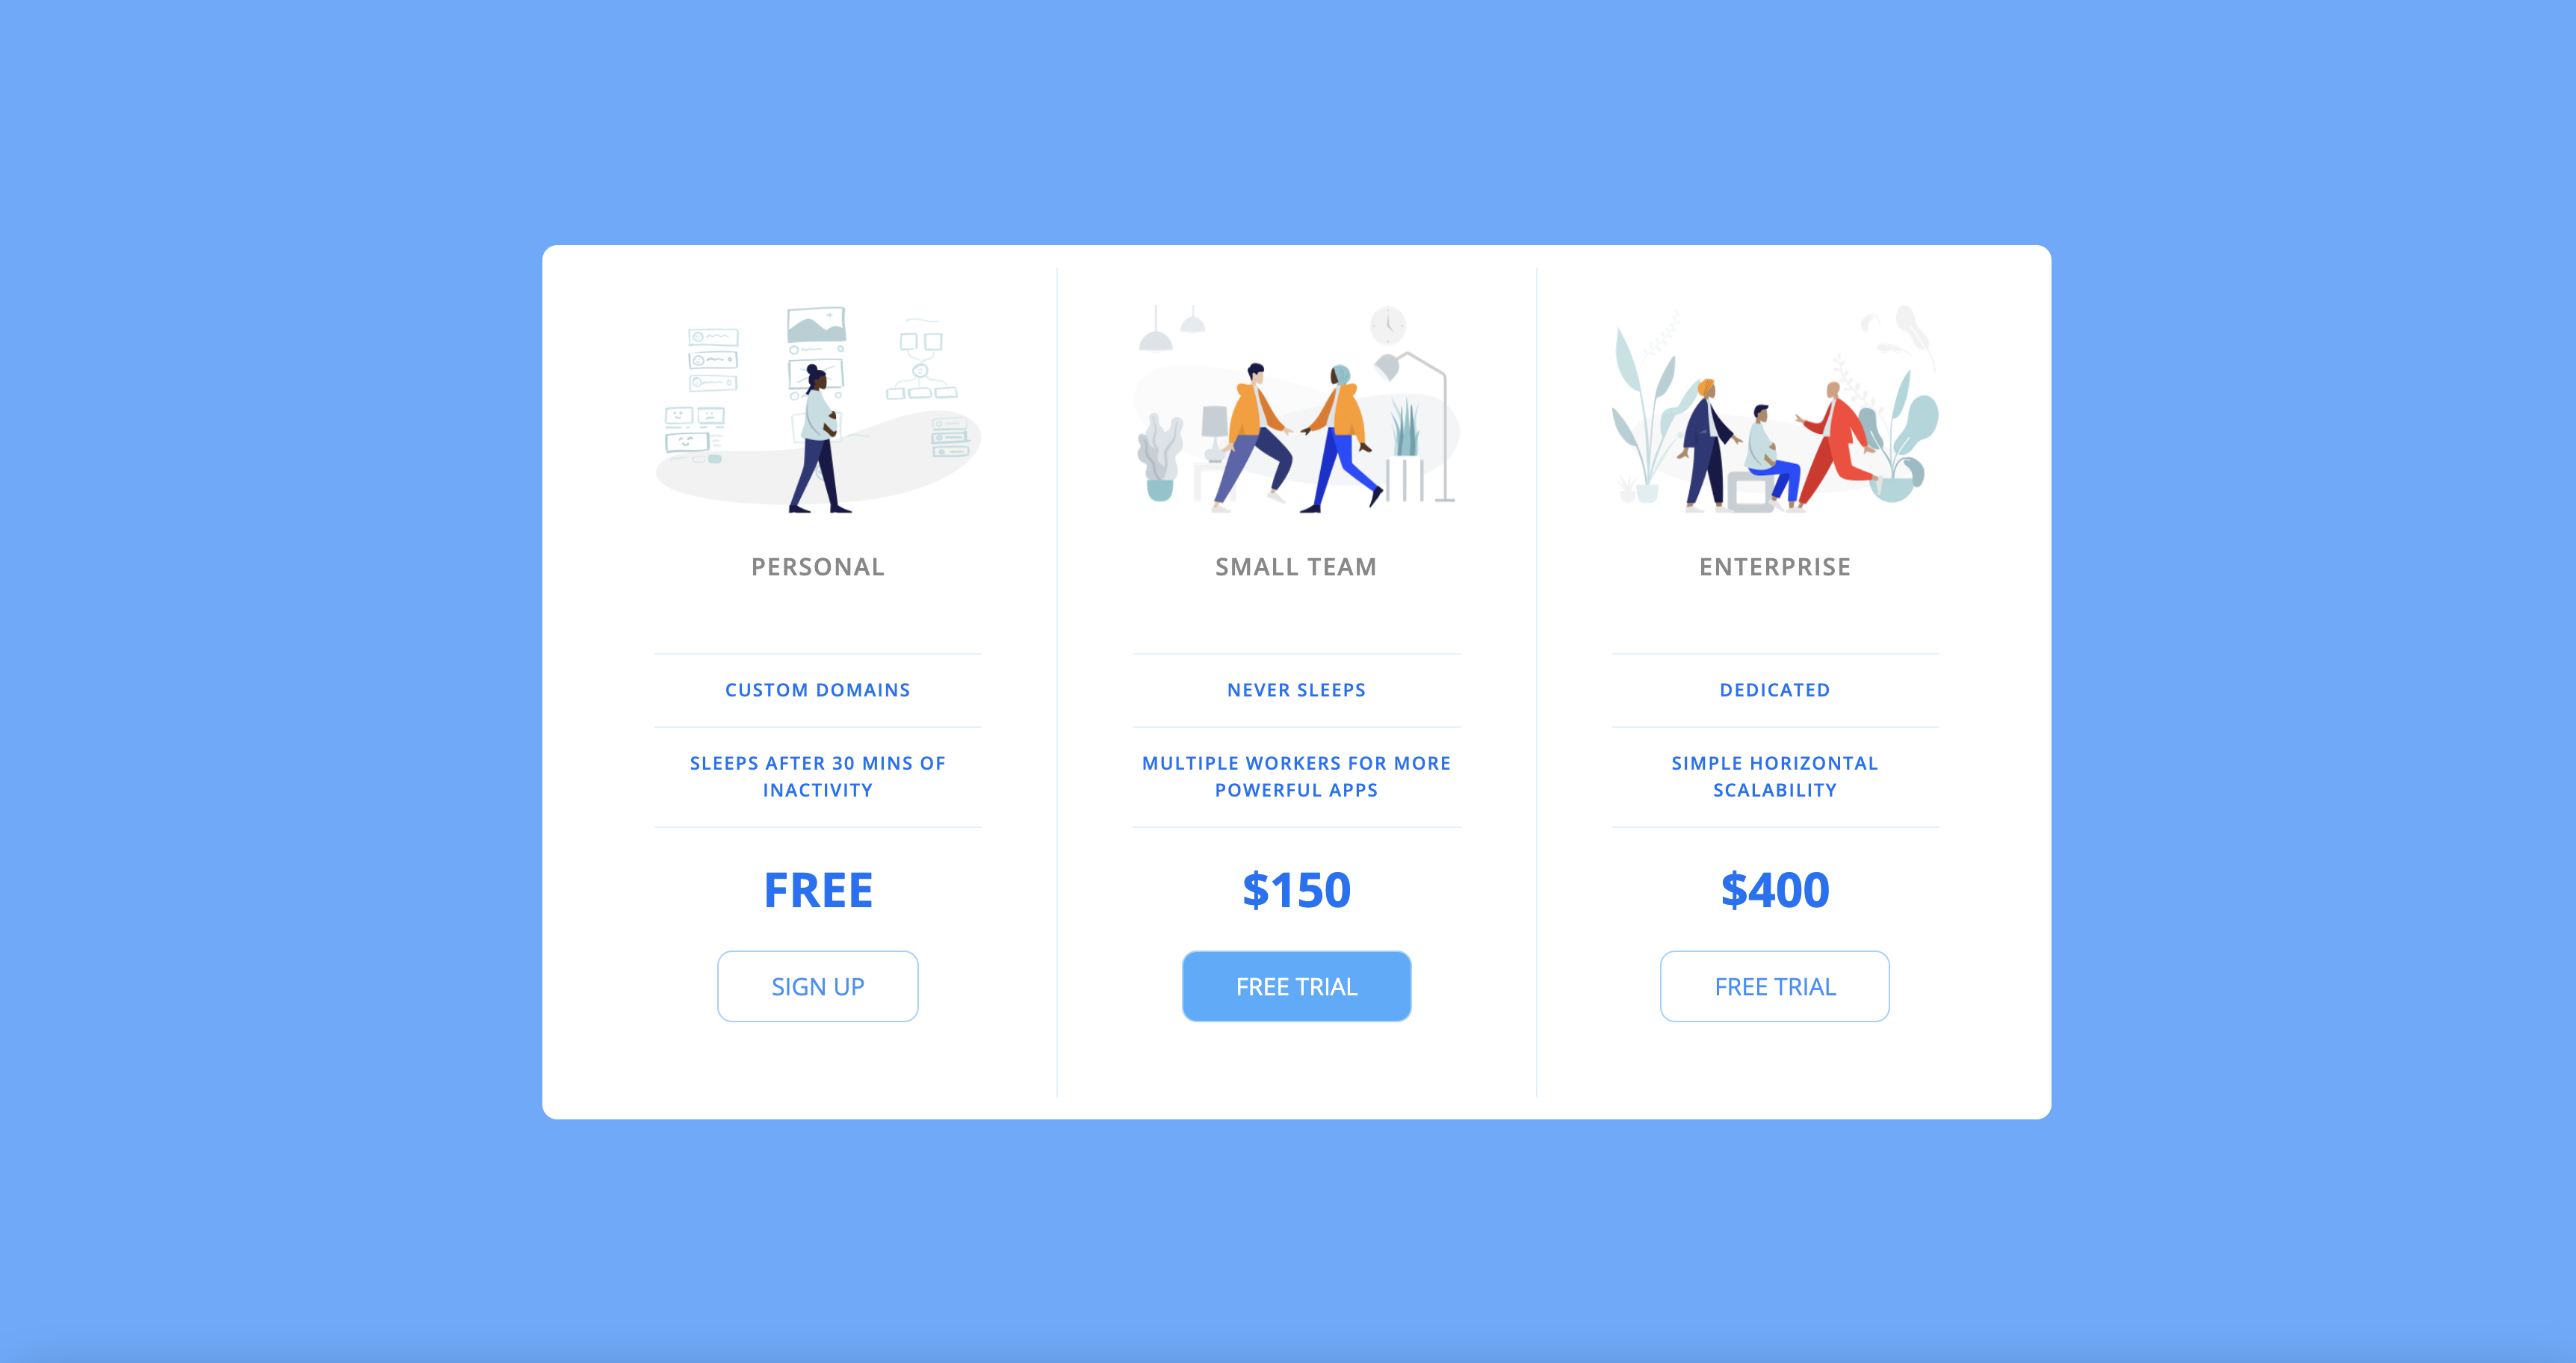 PERSONAL
CUSTOM DOMAINS
SLEEPS AFTER 30 MINS OF
INACTIVITY
FREE
SIGN UP
SMALL TEAM
NEVER SLEEPS
MULTIPLE WORKERS FOR MORE
POWERFUL APPS
$150
FREE TRIAL
ENTERPRISE
DEDICATED
SIMPLE HORIZONTAL
SCALABILITY
$400
FREE TRIAL